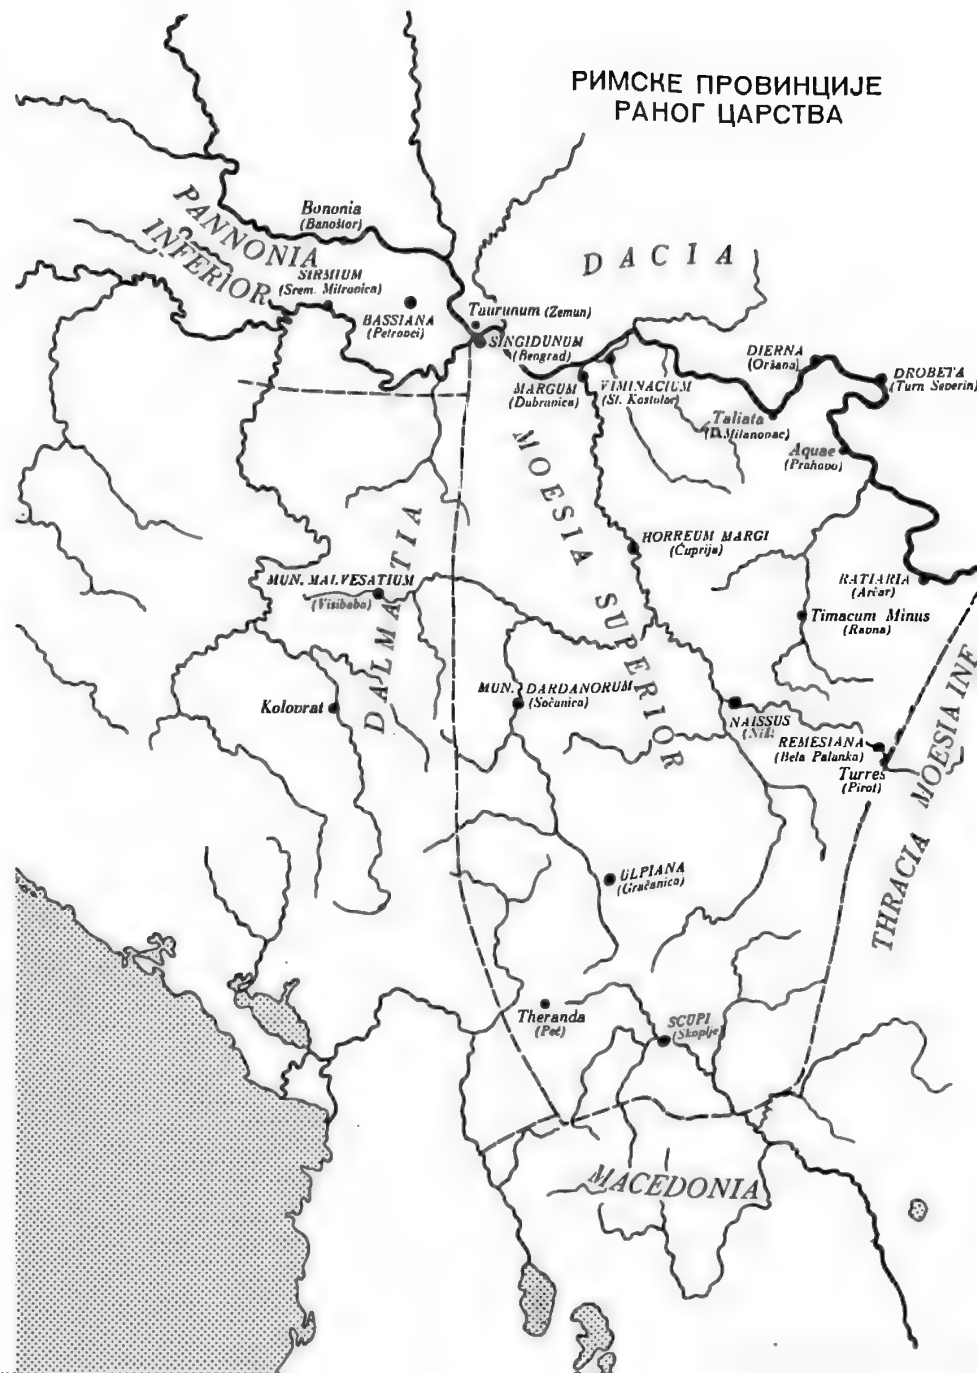 РИМСКЕ ПРОВИНЦИЈЕ
РАНОГ ЦАРСТВА
PANNONIA
INFERIOR
Bononia
(Banoštor)
DACIA
SIRMIUM
(Srem. Mitrovica)
BASSIANA
(Petrovci)
Taurunum (Zemun)
SINGIDUNUM
(Beograd)
MARGUM
(Dubravica)
VIMINACIUM
(St. Kostolac)
DIERNA
(Oršava)
DROBETA
(Turn Severin)
Taliata
(D. Milanovac)
Aquae
(Prahovo)
MOESIA SUPERIOR
DALMATIA
HORREUM MARGI
(Ćuprija)
MUN. MALVESATIUM
(Visibaba)
RATIARIA
(Arčar)
Timacum Minus
(Ravna)
MUN. DARDANORUM
(Sočanica)
Kolovrat
NAISSUS
(Niš)
REMESIANA
(Bela Palanka)
Turres
(Pirot)
MOESIA INF
THRACIA
ULPIANA
(Gračanica)
Theranda
(Peć)
SCUPI
(Skoplje)
MACEDONIA